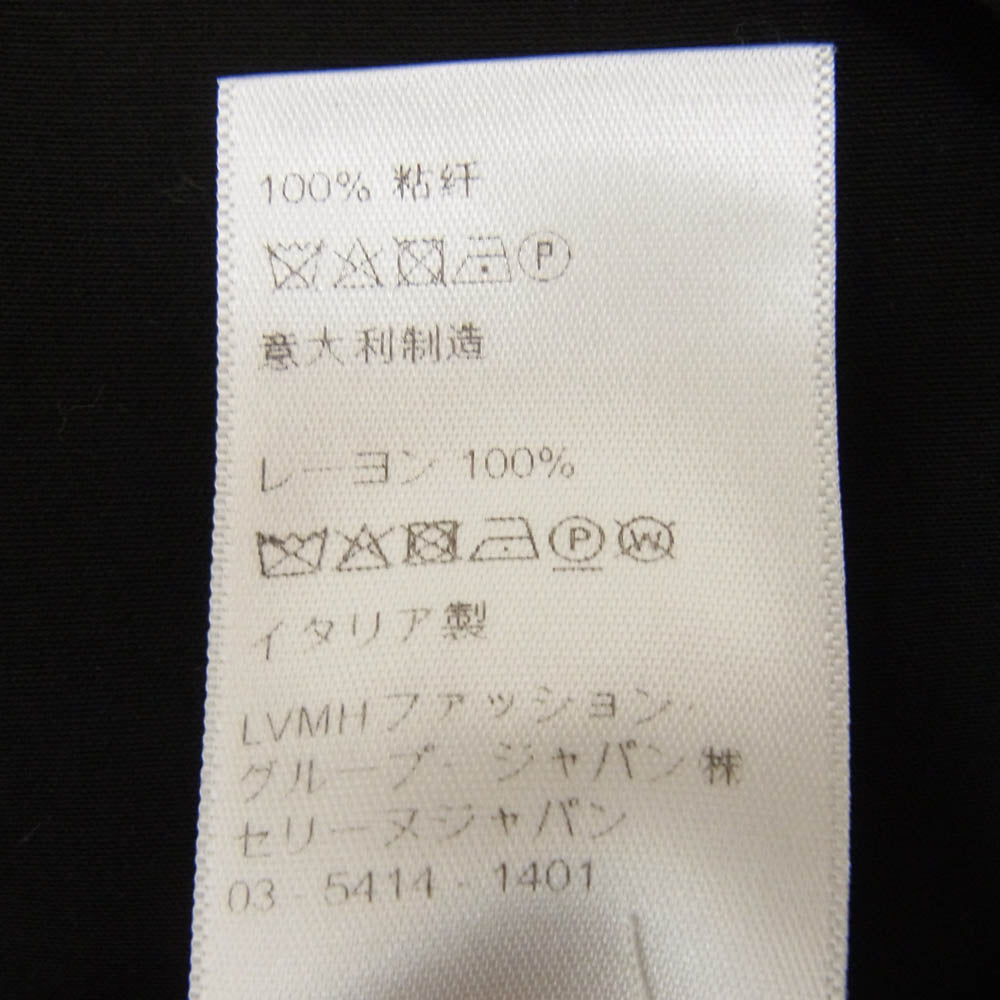 100% 粘纤
P
意大利制造
レーヨン 100%
P W
イタリア製
LVMHファッション
グループ ジャパン 株
セリーヌジャパン
03 - 5414 - 1401